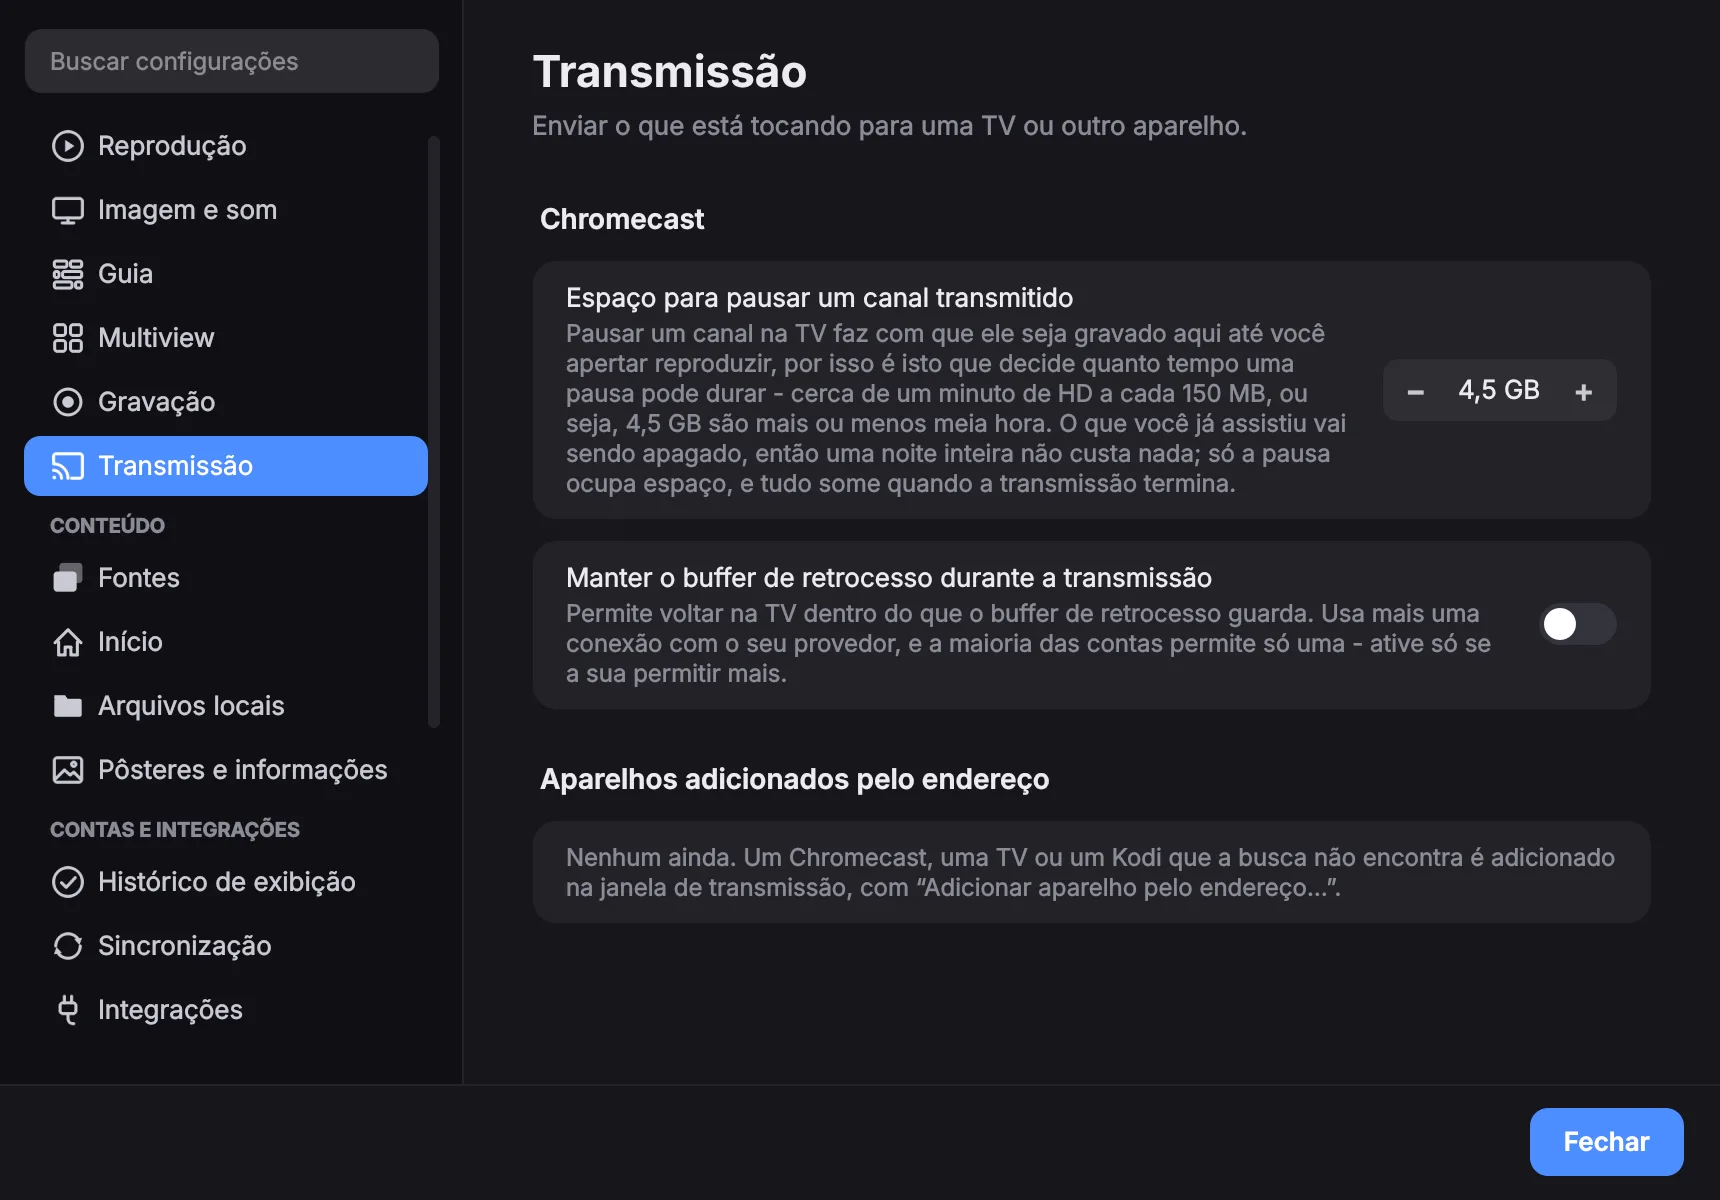 Buscar configurações
Reprodução
Imagem e som
Guia
Multiview
Gravação
Transmissão
CONTEÚDO
Fontes
Início
Arquivos locais
Pôsteres e informações
CONTAS E INTEGRAÇÕES
Histórico de exibição
Sincronização
Integrações
Transmissão
Enviar o que está tocando para uma TV ou outro aparelho.
Chromecast
Espaço para pausar um canal transmitido
Pausar um canal na TV faz com que ele seja gravado aqui até você
apertar reproduzir, por isso é isto que decide quanto tempo uma
pausa pode durar - cerca de um minuto de HD a cada 150 MB, ou
seja, 4,5 GB são mais ou menos meia hora. O que você já assistiu vai
sendo apagado, então uma noite inteira não custa nada; só a pausa
ocupa espaço, e tudo some quando a transmissão termina.
− 4,5 GB +
Manter o buffer de retrocesso durante a transmissão
Permite voltar na TV dentro do que o buffer de retrocesso guarda. Usa mais uma
conexão com o seu provedor, e a maioria das contas permite só uma - ative só se
a sua permitir mais.
Aparelhos adicionados pelo endereço
Nenhum ainda. Um Chromecast, uma TV ou um Kodi que a busca não encontra é adicionado
na janela de transmissão, com “Adicionar aparelho pelo endereço...”.
Fechar